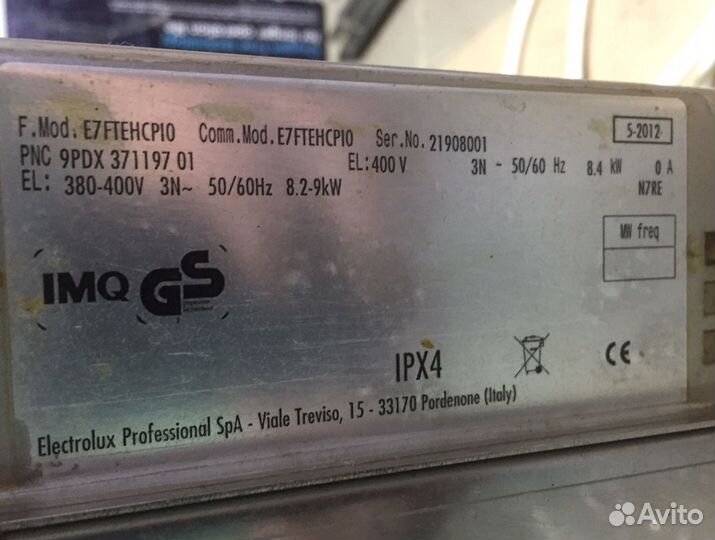 F.Mod. E7FTEHCP10 Comm.Mod.E7FTEHCP10 Ser.No. 21908001 5-2012
PNC 9PDX 371197 01 EL:400 V 3N ~ 50/60 Hz 8.4 kW 0 A
EL: 380-400V 3N~ 50/60Hz 8.2-9kW N7RE
MW freq
IMQ GS
IPX4 CE
Electrolux Professional SpA - Viale Treviso, 15 - 33170 Pordenone (Italy)
Avito